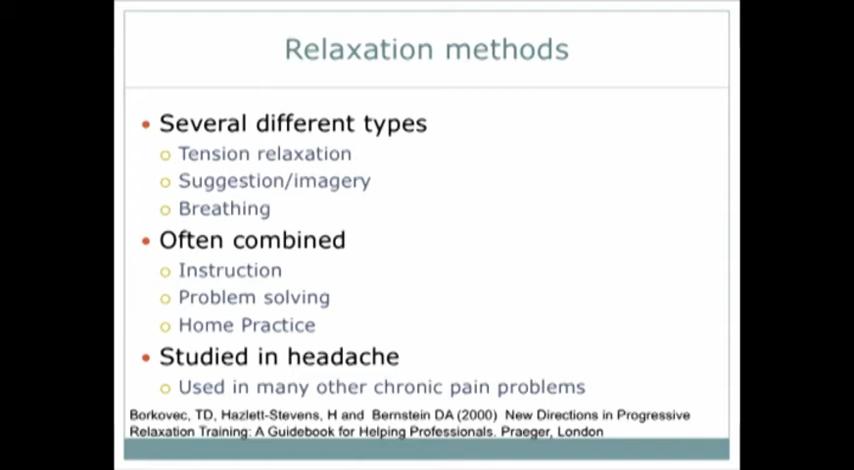 Relaxation methods
• Several different types
o Tension relaxation
o Suggestion/imagery
o Breathing
• Often combined
o Instruction
o Problem solving
o Home Practice
• Studied in headache
o Used in many other chronic pain problems
Borkovec, TD, Hazlett-Stevens, H and Bernstein DA (2000) New Directions in Progressive
Relaxation Training: A Guidebook for Helping Professionals. Praeger, London